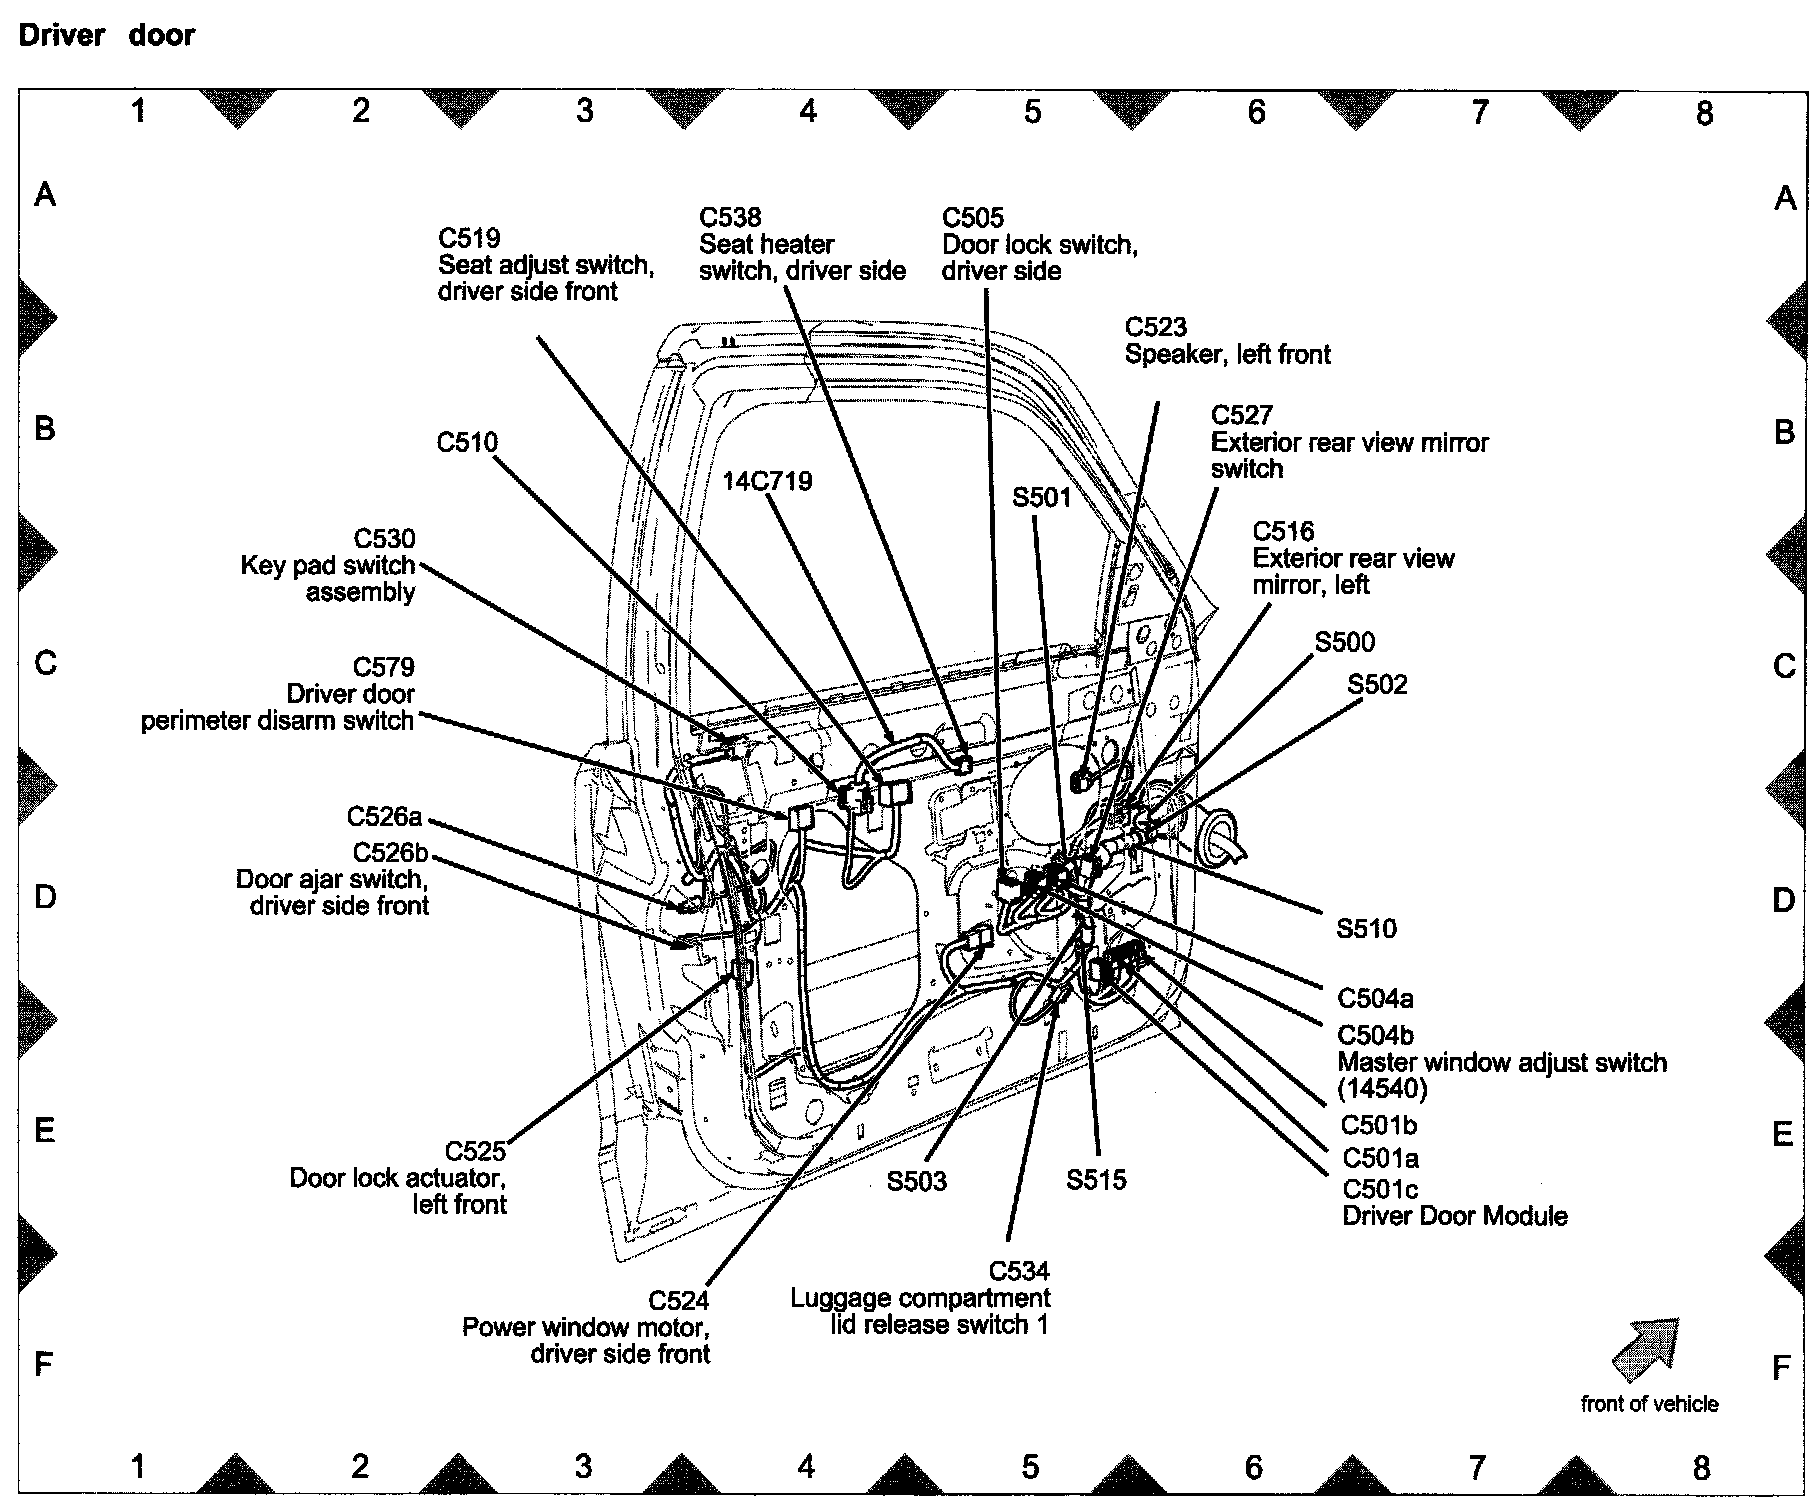 Driver door
1 2 3 4 5 6 7 8
A A
C519
Seat adjust switch,
driver side front
C538
Seat heater
switch, driver side
C505
Door lock switch,
driver side
C523
Speaker, left front
B B
C510
14C719
S501
C527
Exterior rear view mirror
switch
C530
Key pad switch
assembly
C516
Exterior rear view
mirror, left
C C
C579
Driver door
perimeter disarm switch
S500
S502
C526a
C526b
Door ajar switch,
driver side front
D D
S510
C504a
C504b
Master window adjust switch
(14540)
E E
C501b
C501a
C501c
Driver Door Module
C525
Door lock actuator,
left front
S503
S515
C534
Luggage compartment
lid release switch 1
C524
Power window motor,
driver side front
F F
front of vehicle
1 2 3 4 5 6 7 8